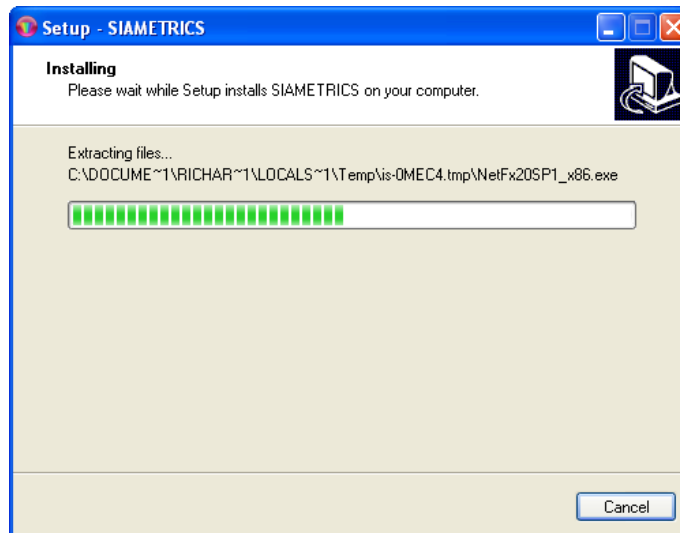 Setup - SIAMETRICS
Installing
Please wait while Setup installs SIAMETRICS on your computer.
Extracting files...
C:\DOCUME~1\RICHAR~1\LOCALS~1\Temp\is-0MEC4.tmp\NetFx20SP1_x86.exe
Cancel